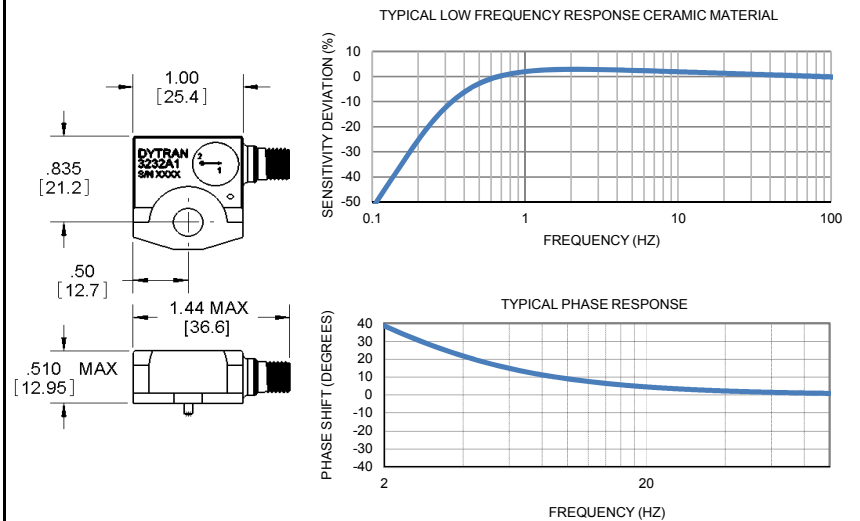 1.00
[25.4]
.835
[21.2]
DYTRAN
3232A1
S/N XXXX
2
1
.50
[12.7]
1.44 MAX
[36.6]
.510 MAX
[12.95]
TYPICAL LOW FREQUENCY RESPONSE CERAMIC MATERIAL
SENSITIVITY DEVIATION (%)
10
0
-10
-20
-30
-40
-50
0.1
1
10
100
FREQUENCY (HZ)
TYPICAL PHASE RESPONSE
PHASE SHIFT (DEGREES)
40
30
20
10
0
-10
-20
-30
-40
2
20
FREQUENCY (HZ)